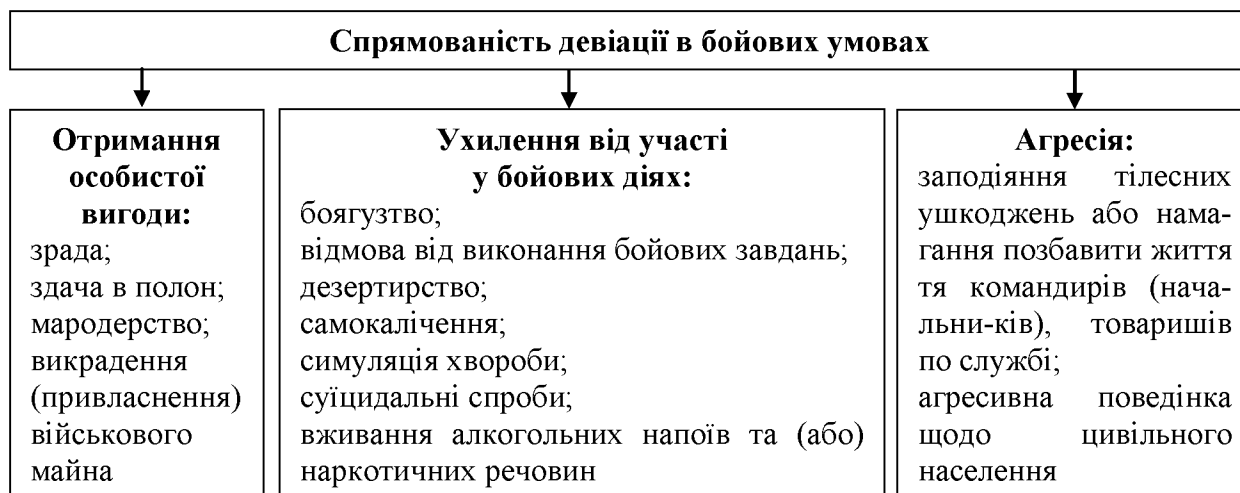 Спрямованість девіації в бойових умовах
Отримання
особистої
вигоди:
зрада;
здача в полон;
мародерство;
викрадення
(привласнення)
військового
майна
Ухилення від участі
у бойових діях:
боягузтво;
відмова від виконання бойових завдань;
дезертирство;
самокалічення;
симуляція хвороби;
суїцидальні спроби;
вживання алкогольних напоїв та (або)
наркотичних речовин
Агресія:
заподіяння тілесних
ушкоджень або нама-
гання позбавити життя
тя командирів (нача-
льни-ків), товаришів
по службі;
агресивна поведінка
щодо цивільного
населення